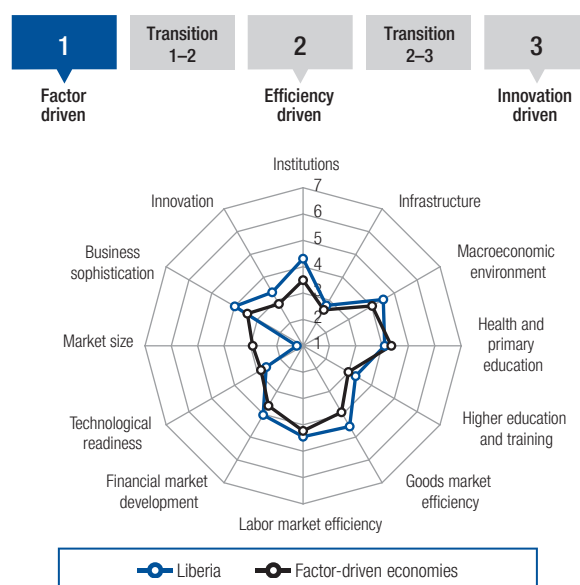 1
Transition
1–2
2
Transition
2–3
3
Factor
driven
Efficiency
driven
Innovation
driven
Institutions
Infrastructure
Macroeconomic
environment
Health and
primary
education
Higher education
and training
Goods market
efficiency
Labor market efficiency
Financial market
development
Technological
readiness
Market size
Business
sophistication
Innovation
7
6
5
4
3
2
1
Liberia
Factor-driven economies